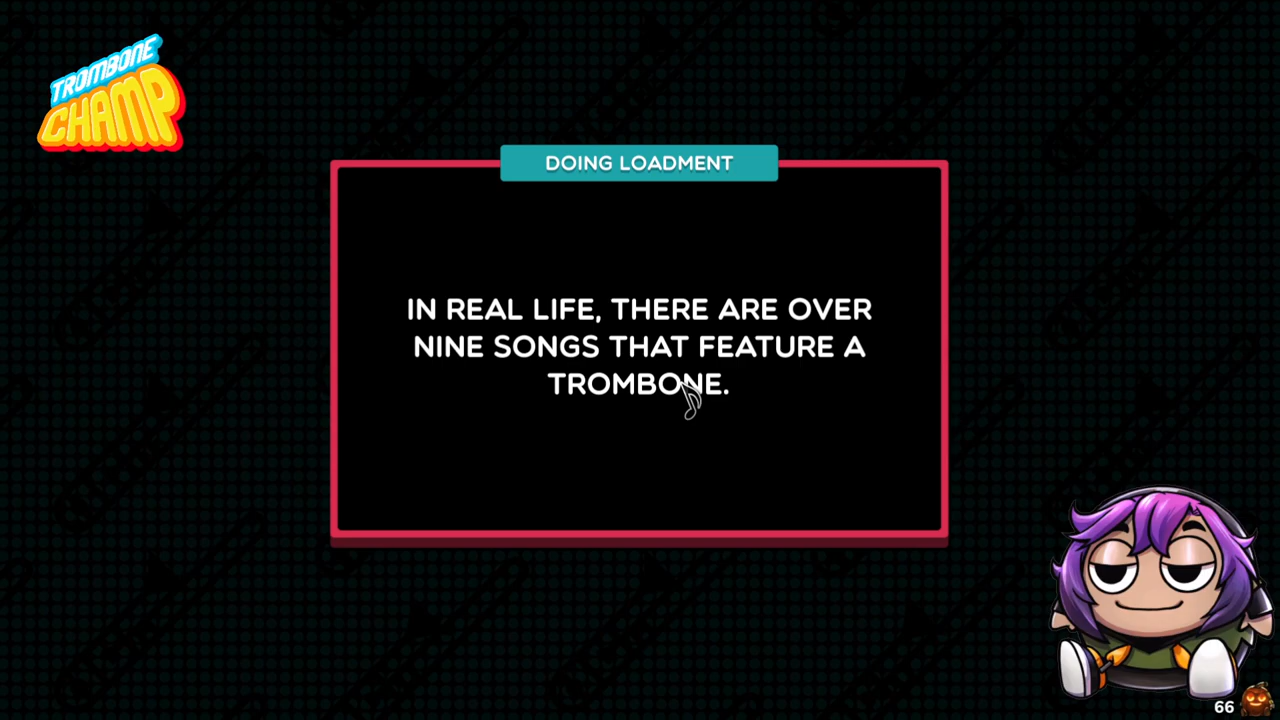 TROMBONE
CHAMP
DOING LOADMENT
IN REAL LIFE, THERE ARE OVER
NINE SONGS THAT FEATURE A
TROMBONE.
66